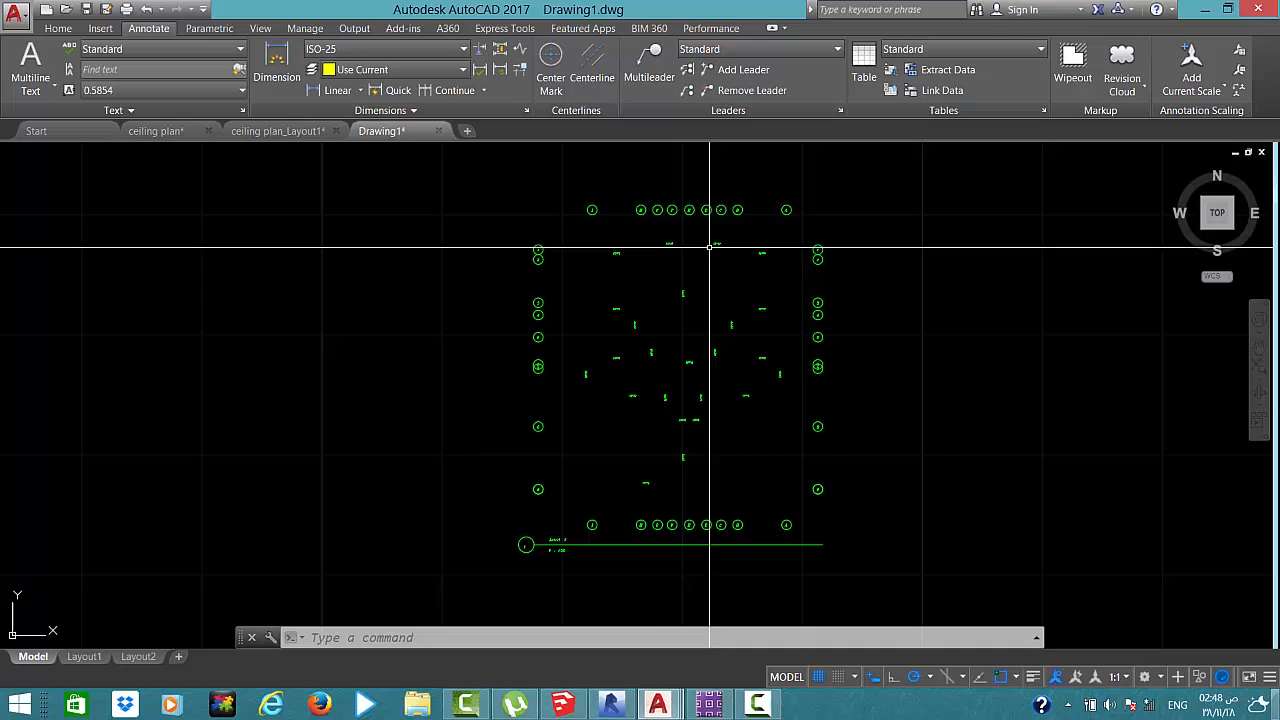 Autodesk AutoCAD 2017 Drawing1.dwg
Type a keyword or phrase
Sign In
Home Insert Annotate Parametric View Manage Output Add-ins A360 Express Tools Featured Apps BIM 360 Performance
Standard
Find text
0.5854
Multiline
Text
Text
Dimension
ISO-25
Use Current
Linear Quick Continue
Dimensions
Center
Mark
Centerline
Centerlines
Multileader
Standard
Add Leader
Remove Leader
Leaders
Table
Standard
Extract Data
Link Data
Tables
Wipeout
Revision
Cloud
Markup
Add
Current Scale
Annotation Scaling
Start ceiling plan* ceiling plan_Layout1* Drawing1*
N
W TOP E
S
WCS
Y
X
Type a command
Model Layout1 Layout2
MODEL 1:1
ENG 02:48 ص